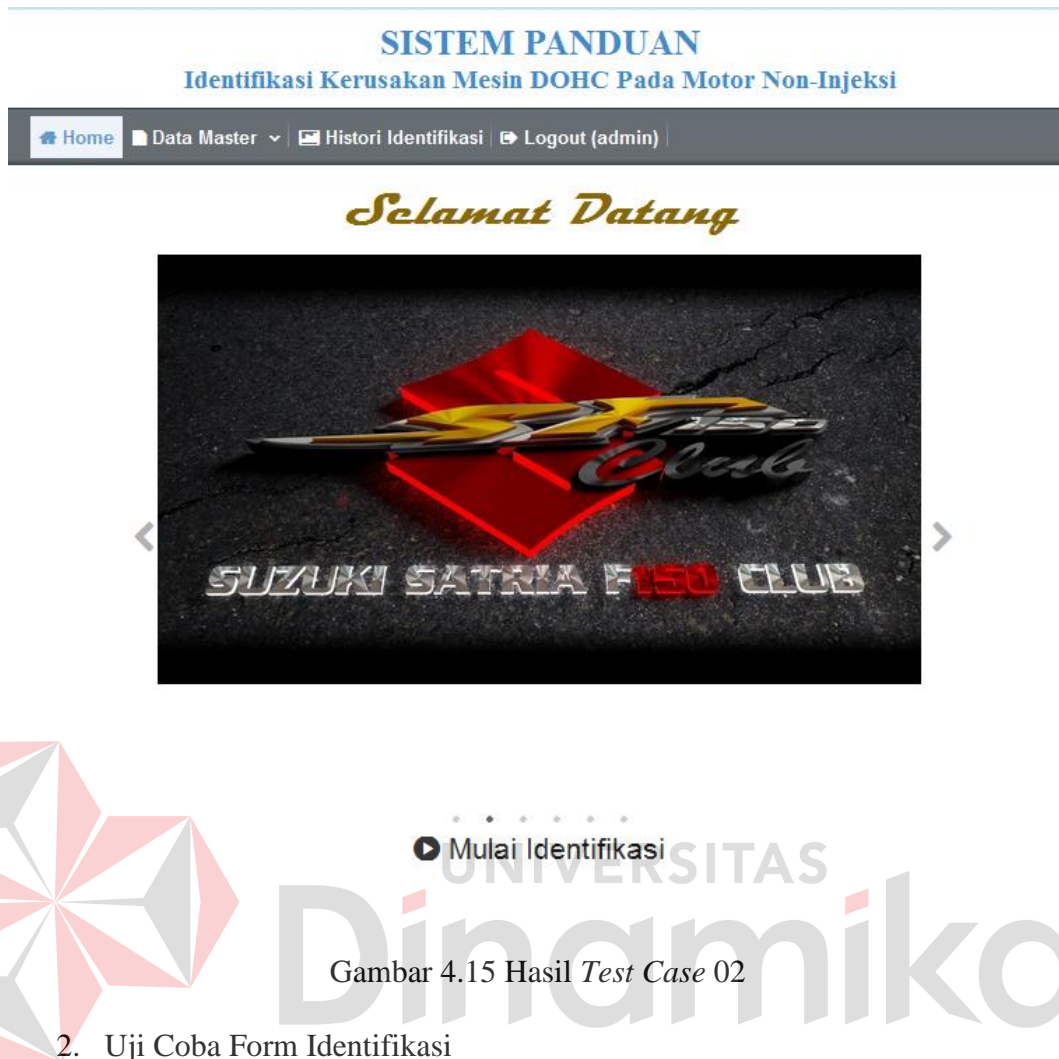 SISTEM PANDUAN
Identifikasi Kerusakan Mesin DOHC Pada Motor Non-Injeksi
Home Data Master Histori Identifikasi Logout (admin)
Selamat Datang
150
Club
SUZUKI SATRIA F150 CLUB
Mulai Identifikasi
UNIVERSITAS
Dinamika
Gambar 4.15 Hasil Test Case 02
2. Uji Coba Form Identifikasi